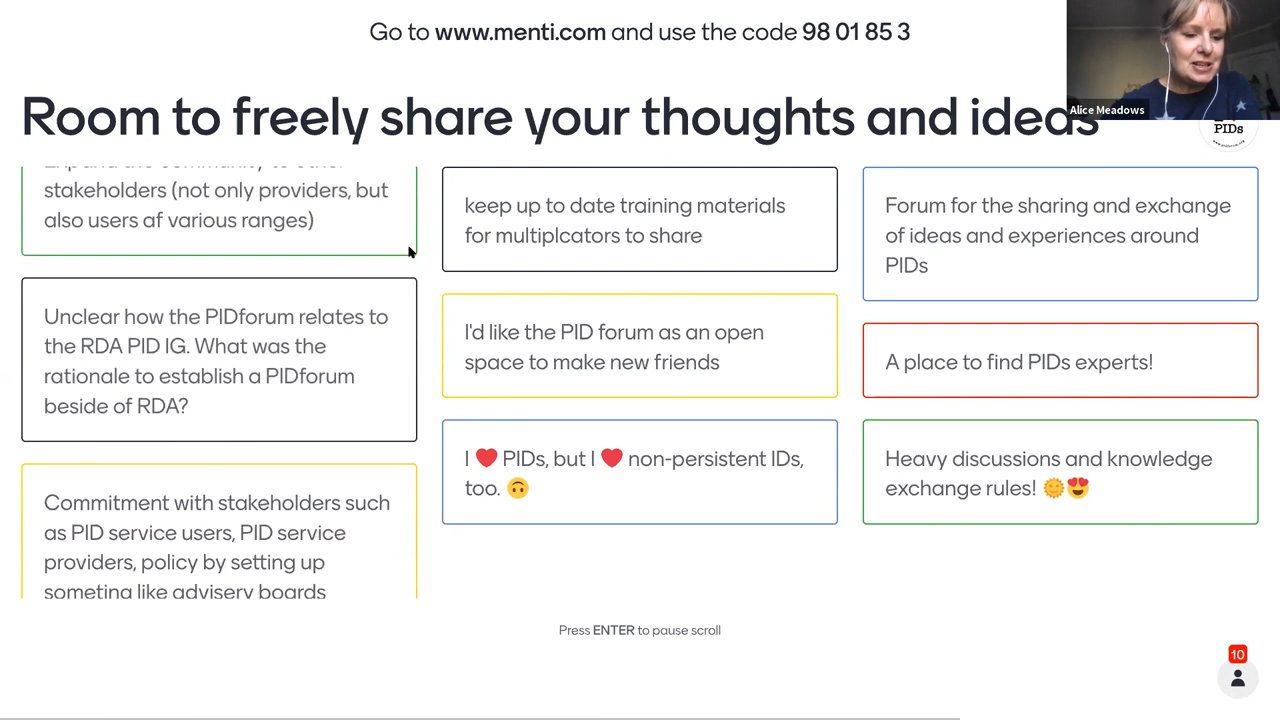 Go to www.menti.com and use the code 98 01 85 3
Alice Meadows
Room to freely share your thoughts and ideas
PIDs
Expand the community to other
stakeholders (not only providers, but
also users af various ranges)
Unclear how the PIDforum relates to
the RDA PID IG. What was the
rationale to establish a PIDforum
beside of RDA?
Commitment with stakeholders such
as PID service users, PID service
providers, policy by setting up
someting like advisery boards
keep up to date training materials
for multiplcators to share
I'd like the PID forum as an open
space to make new friends
I ❤️ PIDs, but I ❤️ non-persistent IDs,
too. 🙃
Forum for the sharing and exchange
of ideas and experiences around
PIDs
A place to find PIDs experts!
Heavy discussions and knowledge
exchange rules! 🌞😍
Press ENTER to pause scroll
10